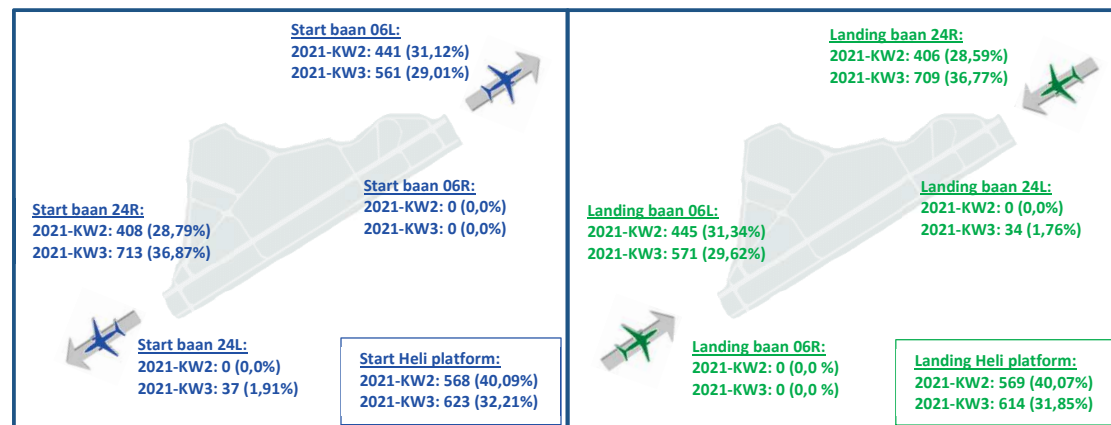 Start baan 06L:
2021-KW2: 441 (31,12%)
2021-KW3: 561 (29,01%)
Start baan 06R:
2021-KW2: 0 (0,0%)
2021-KW3: 0 (0,0%)
Start baan 24R:
2021-KW2: 408 (28,79%)
2021-KW3: 713 (36,87%)
Start baan 24L:
2021-KW2: 0 (0,0%)
2021-KW3: 37 (1,91%)
Start Heli platform:
2021-KW2: 568 (40,09%)
2021-KW3: 623 (32,21%)
Landing baan 24R:
2021-KW2: 406 (28,59%)
2021-KW3: 709 (36,77%)
Landing baan 24L:
2021-KW2: 0 (0,0%)
2021-KW3: 34 (1,76%)
Landing baan 06L:
2021-KW2: 445 (31,34%)
2021-KW3: 571 (29,62%)
Landing baan 06R:
2021-KW2: 0 (0,0 %)
2021-KW3: 0 (0,0 %)
Landing Heli platform:
2021-KW2: 569 (40,07%)
2021-KW3: 614 (31,85%)